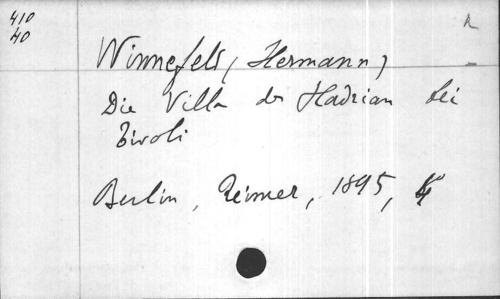 410
40
R
Winnefeld, (Hermann)
Die Villa des Hadrian bei
Tivoli
Berlin, Reimer, 1895, 4°